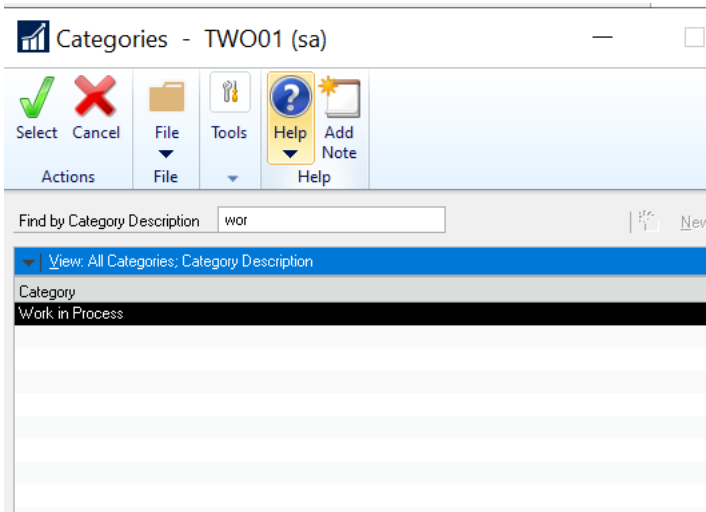 Categories - TWO01 (sa)
Select Cancel File Tools Help Add Note
Actions File Help
Find by Category Description wor New
View: All Categories; Category Description
Category
Work in Process